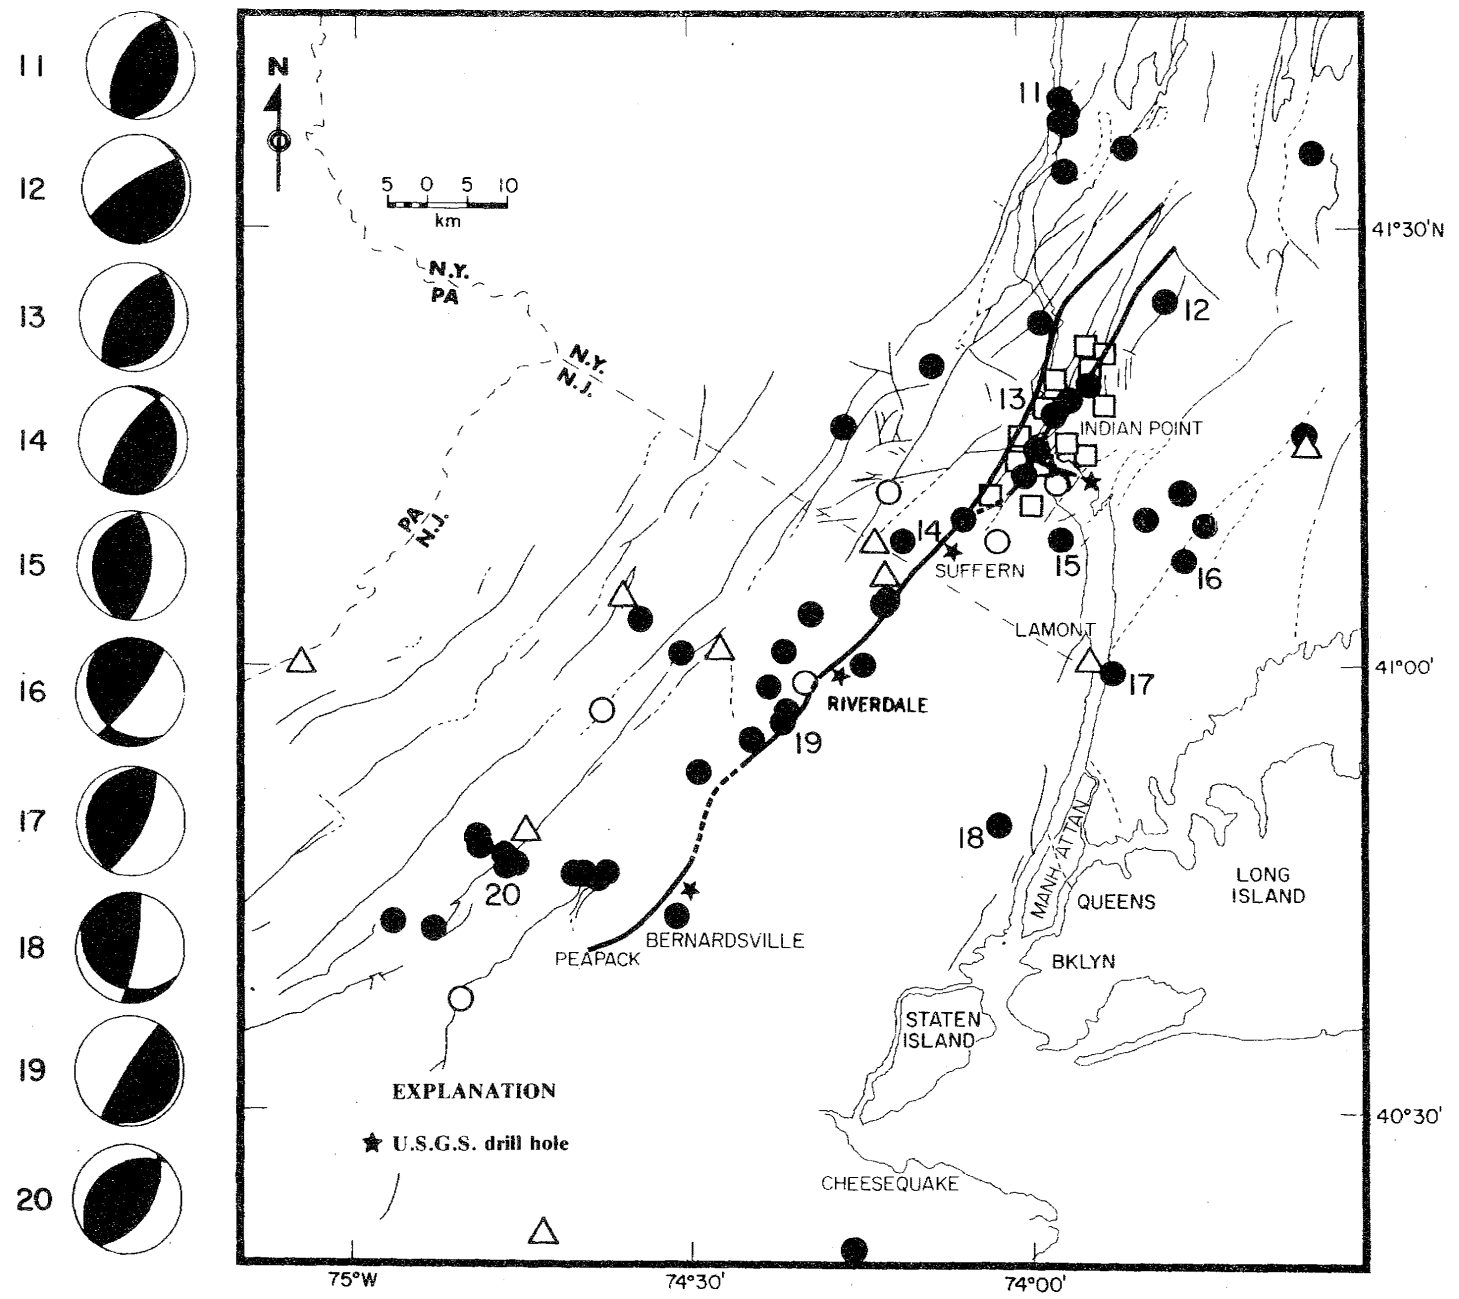 11
12
13
14
15
16
17
18
19
20
N
5 0 5 10
km
N.Y.
PA
N.Y.
N.J.
PA
N.J.
11
12
13
INDIAN POINT
14
SUFFERN
15
16
LAMONT
17
RIVERDALE
19
18
20
MANHATTAN
QUEENS
LONG
ISLAND
BERNARDSVILLE
PEAPACK
BKLYN
STATEN
ISLAND
EXPLANATION
U.S.G.S. drill hole
CHEESEQUAKE
41°30'N
41°00'
40°30'
75°W
74°30'
74°00'